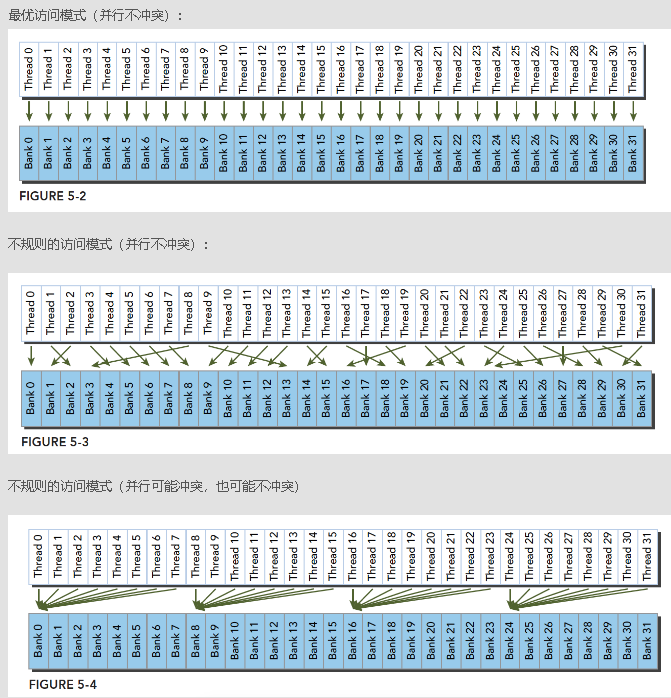 最优访问模式（并行不冲突）：
Thread 0 Thread 1 Thread 2 Thread 3 Thread 4 Thread 5 Thread 6 Thread 7 Thread 8 Thread 9 Thread 10 Thread 11 Thread 12 Thread 13 Thread 14 Thread 15 Thread 16 Thread 17 Thread 18 Thread 19 Thread 20 Thread 21 Thread 22 Thread 23 Thread 24 Thread 25 Thread 26 Thread 27 Thread 28 Thread 29 Thread 30 Thread 31
Bank 0 Bank 1 Bank 2 Bank 3 Bank 4 Bank 5 Bank 6 Bank 7 Bank 8 Bank 9 Bank 10 Bank 11 Bank 12 Bank 13 Bank 14 Bank 15 Bank 16 Bank 17 Bank 18 Bank 19 Bank 20 Bank 21 Bank 22 Bank 23 Bank 24 Bank 25 Bank 26 Bank 27 Bank 28 Bank 29 Bank 30 Bank 31
FIGURE 5-2
不规则的访问模式（并行不冲突）：
Thread 0 Thread 1 Thread 2 Thread 3 Thread 4 Thread 5 Thread 6 Thread 7 Thread 8 Thread 9 Thread 10 Thread 11 Thread 12 Thread 13 Thread 14 Thread 15 Thread 16 Thread 17 Thread 18 Thread 19 Thread 20 Thread 21 Thread 22 Thread 23 Thread 24 Thread 25 Thread 26 Thread 27 Thread 28 Thread 29 Thread 30 Thread 31
Bank 0 Bank 1 Bank 2 Bank 3 Bank 4 Bank 5 Bank 6 Bank 7 Bank 8 Bank 9 Bank 10 Bank 11 Bank 12 Bank 13 Bank 14 Bank 15 Bank 16 Bank 17 Bank 18 Bank 19 Bank 20 Bank 21 Bank 22 Bank 23 Bank 24 Bank 25 Bank 26 Bank 27 Bank 28 Bank 29 Bank 30 Bank 31
FIGURE 5-3
不规则的访问模式（并行可能冲突，也可能不冲突）
Thread 0 Thread 1 Thread 2 Thread 3 Thread 4 Thread 5 Thread 6 Thread 7 Thread 8 Thread 9 Thread 10 Thread 11 Thread 12 Thread 13 Thread 14 Thread 15 Thread 16 Thread 17 Thread 18 Thread 19 Thread 20 Thread 21 Thread 22 Thread 23 Thread 24 Thread 25 Thread 26 Thread 27 Thread 28 Thread 29 Thread 30 Thread 31
Bank 0 Bank 1 Bank 2 Bank 3 Bank 4 Bank 5 Bank 6 Bank 7 Bank 8 Bank 9 Bank 10 Bank 11 Bank 12 Bank 13 Bank 14 Bank 15 Bank 16 Bank 17 Bank 18 Bank 19 Bank 20 Bank 21 Bank 22 Bank 23 Bank 24 Bank 25 Bank 26 Bank 27 Bank 28 Bank 29 Bank 30 Bank 31
FIGURE 5-4